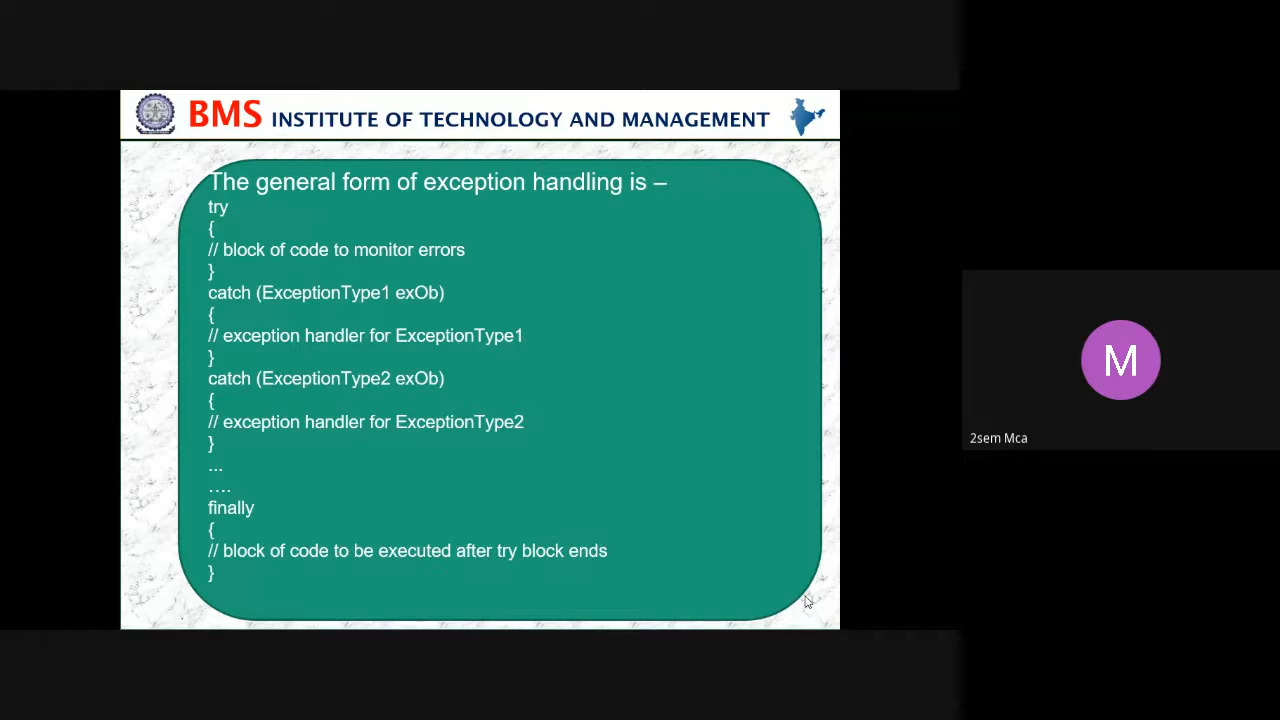 BMS INSTITUTE OF TECHNOLOGY AND MANAGEMENT
The general form of exception handling is –
try
{
// block of code to monitor errors
}
catch (ExceptionType1 exOb)
{
// exception handler for ExceptionType1
}
catch (ExceptionType2 exOb)
{
// exception handler for ExceptionType2
}
...
....
finally
{
// block of code to be executed after try block ends
}
M
2sem Mca